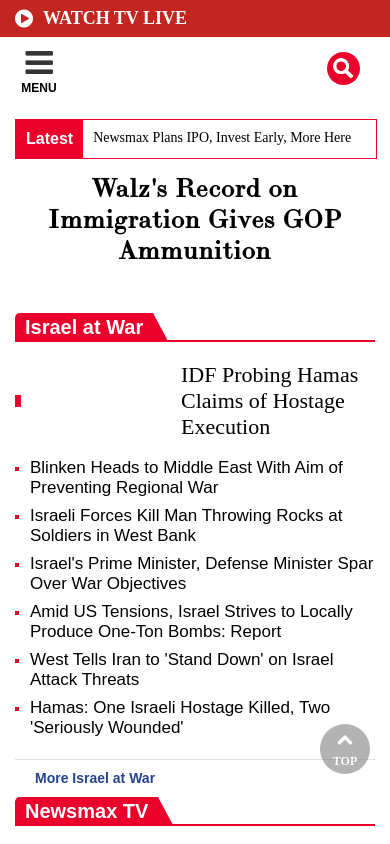 WATCH TV LIVE
MENU
Latest
Newsmax Plans IPO, Invest Early, More Here
Walz's Record on
Immigration Gives GOP
Ammunition
Israel at War
IDF Probing Hamas
Claims of Hostage
Execution
Blinken Heads to Middle East With Aim of
Preventing Regional War
Israeli Forces Kill Man Throwing Rocks at
Soldiers in West Bank
Israel's Prime Minister, Defense Minister Spar
Over War Objectives
Amid US Tensions, Israel Strives to Locally
Produce One-Ton Bombs: Report
West Tells Iran to 'Stand Down' on Israel
Attack Threats
Hamas: One Israeli Hostage Killed, Two
'Seriously Wounded'
TOP
More Israel at War
Newsmax TV